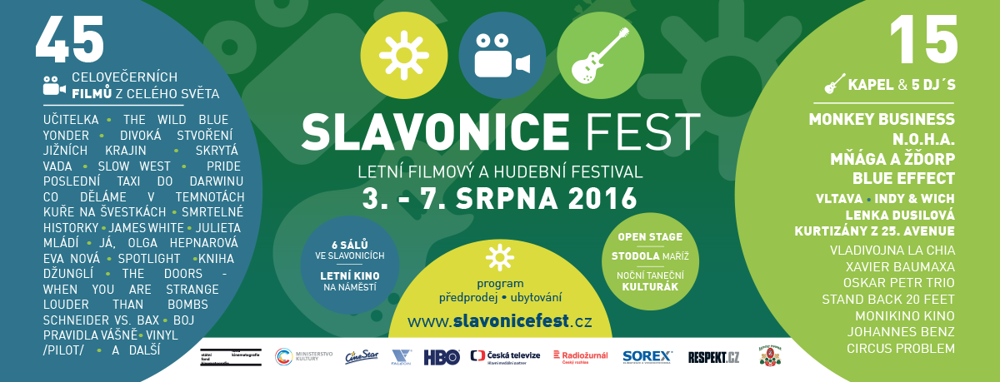 45
CELOVEČERNÍCH
FILMŮ Z CELÉHO SVĚTA
UČITELKA • THE WILD BLUE
YONDER • DIVOKÁ STVOŘENÍ
JIŽNÍCH KRAJIN • SKRYTÁ
VADA • SLOW WEST • PRIDE
POSLEDNÍ TAXI DO DARWINU
CO DĚLÁME V TEMNOTÁCH
KUŘE NA ŠVESTKÁCH • SMRTELNÉ
HISTORKY • JAMES WHITE • JULIETA
MLÁDÍ • JÁ, OLGA HEPNAROVÁ
EVA NOVÁ • SPOTLIGHT • KNIHA
DŽUNGLÍ • THE DOORS -
WHEN YOU ARE STRANGE
LOUDER THAN BOMBS
SCHNEIDER VS. BAX • BOJ
PRAVIDLA VÁŠNĚ • VINYL
/PILOT/ • A DALŠÍ
SLAVONICE FEST
LETNÍ FILMOVÝ A HUDEBNÍ FESTIVAL
3. - 7. SRPNA 2016
6 SÁLŮ
VE SLAVONICÍCH
LETNÍ KINO
NA NÁMĚSTÍ
program
předprodej • ubytování
www.slavonicefest.cz
OPEN STAGE
STODOLA MAŘÍŽ
NOČNÍ TANEČNÍ
KULTURÁK
15
KAPEL & 5 DJ´S
MONKEY BUSINESS
N.O.H.A.
MŇÁGA A ŽĎORP
BLUE EFFECT
VLTAVA • INDY & WICH
LENKA DUSILOVÁ
KURTIZÁNY Z 25. AVENUE
VLADIVOJNA LA CHIA
XAVIER BAUMAXA
OSKAR PETR TRIO
STAND BACK 20 FEET
MONIKINO KINO
JOHANNES BENZ
CIRCUS PROBLEM
státní
fond
kinematografie
MINISTERSTVO
KULTURY
CineStar
FALCON
HBO
Česká televize
Hlavní mediální partner
Radiožurnál
Český rozhlas
SOREX
RESPEKT.CZ